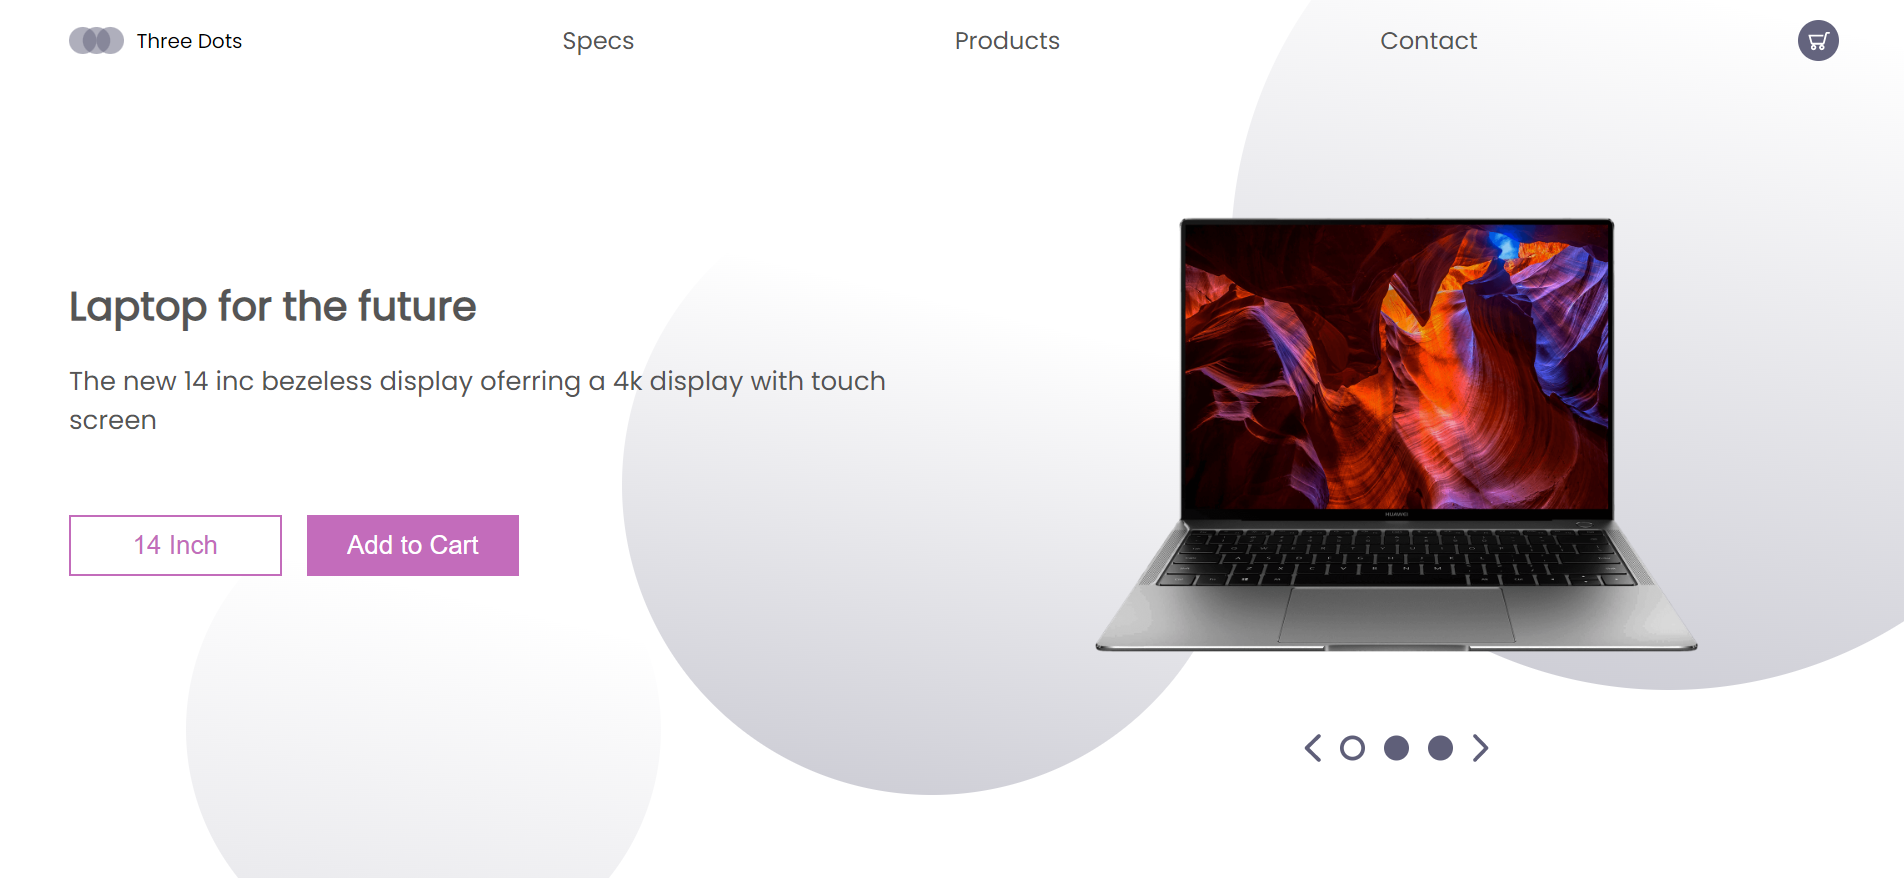 Three Dots
Specs
Products
Contact
Laptop for the future
The new 14 inc bezeless display oferring a 4k display with touch
screen
14 Inch
Add to Cart
HUAWEI